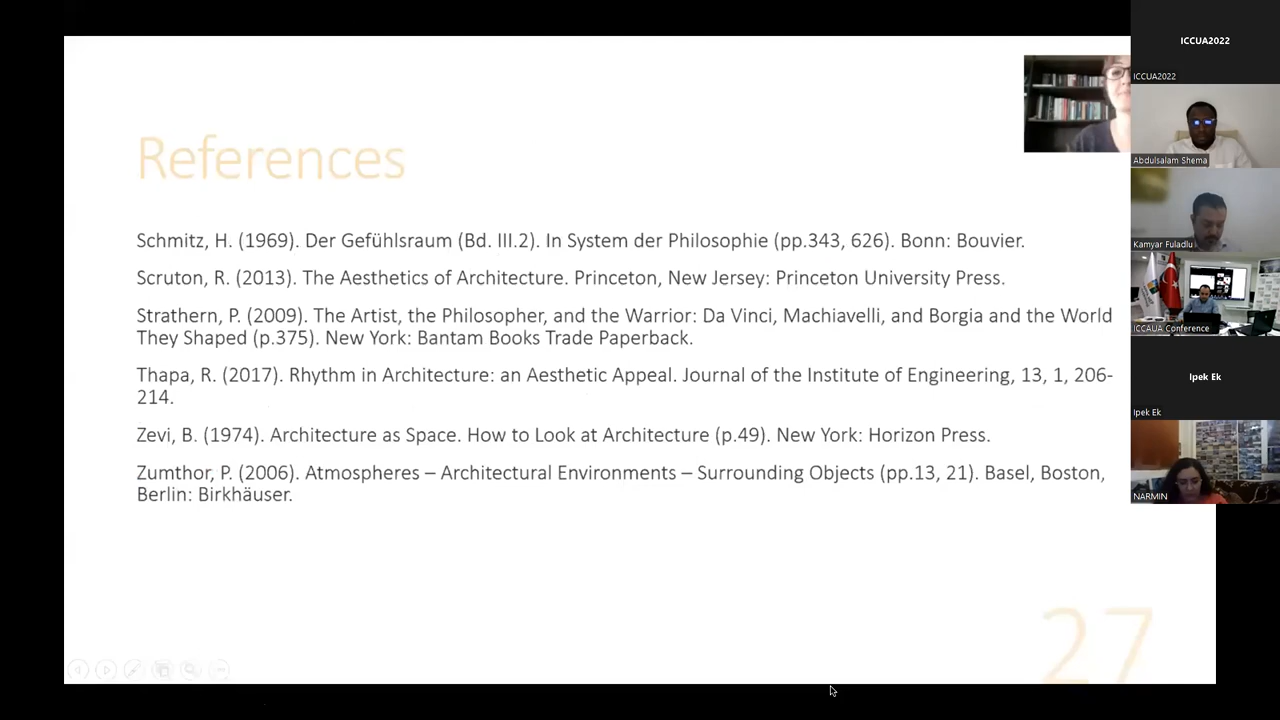 References
Schmitz, H. (1969). Der Gefühlsraum (Bd. III.2). In System der Philosophie (pp.343, 626). Bonn: Bouvier.
Scruton, R. (2013). The Aesthetics of Architecture. Princeton, New Jersey: Princeton University Press.
Strathern, P. (2009). The Artist, the Philosopher, and the Warrior: Da Vinci, Machiavelli, and Borgia and the World
They Shaped (p.375). New York: Bantam Books Trade Paperback.
Thapa, R. (2017). Rhythm in Architecture: an Aesthetic Appeal. Journal of the Institute of Engineering, 13, 1, 206-
214.
Zevi, B. (1974). Architecture as Space. How to Look at Architecture (p.49). New York: Horizon Press.
Zumthor, P. (2006). Atmospheres – Architectural Environments – Surrounding Objects (pp.13, 21). Basel, Boston,
Berlin: Birkhäuser.
27
ICCUA2022
ICCUA2022
Abdulsalam Shema
Kamyar Fuladlu
ICCAUA Conference
Ipek Ek
Ipek Ek
NARMIN